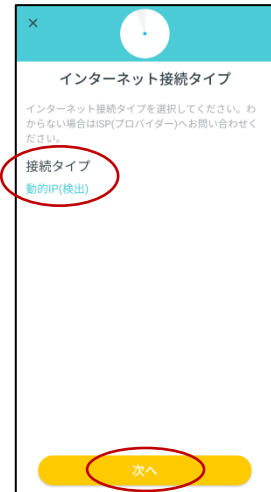 ×
インターネット接続タイプ
インターネット接続タイプを選択してください。わ
からない場合はISP(プロバイダー)へお問い合わせく
ださい。
接続タイプ
動的IP(検出)
次へ